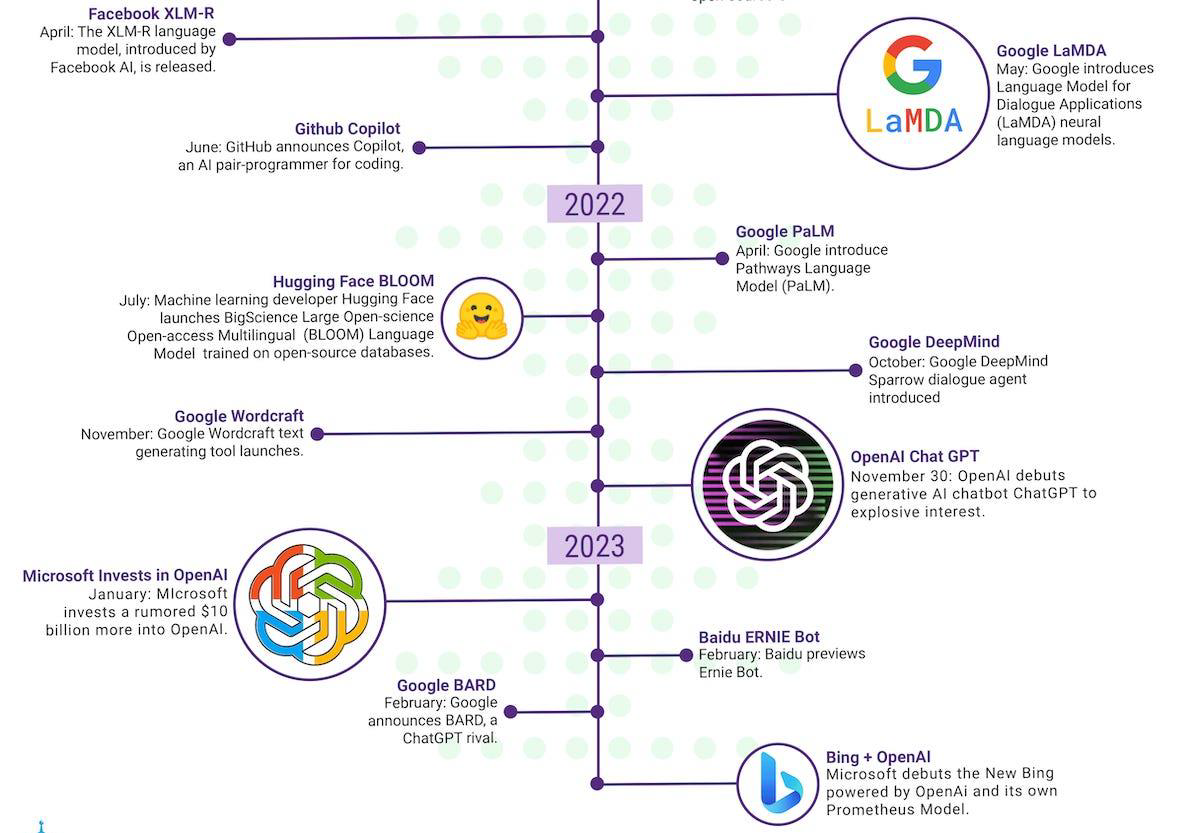 Facebook XLM-R
April: The XLM-R language
model, introduced by
Facebook AI, is released.
Google LaMDA
May: Google introduces
Language Model for
Dialogue Applications
(LaMDA) neural
language models.
LaMDA
Github Copilot
June: GitHub announces Copilot,
an AI pair-programmer for coding.
2022
Google PaLM
April: Google introduce
Pathways Language
Model (PaLM).
Hugging Face BLOOM
July: Machine learning developer Hugging Face
launches BigScience Large Open-science
Open-access Multilingual (BLOOM) Language
Model trained on open-source databases.
Google DeepMind
October: Google DeepMind
Sparrow dialogue agent
introduced
Google Wordcraft
November: Google Wordcraft text
generating tool launches.
OpenAI Chat GPT
November 30: OpenAI debuts
generative AI chatbot ChatGPT to
explosive interest.
2023
Microsoft Invests in OpenAI
January: MIcrosoft
invests a rumored $10
billion more into OpenAI.
Baidu ERNIE Bot
February: Baidu previews
Ernie Bot.
Google BARD
February: Google
announces BARD, a
ChatGPT rival.
Bing + OpenAI
Microsoft debuts the New Bing
powered by OpenAi and its own
Prometheus Model.